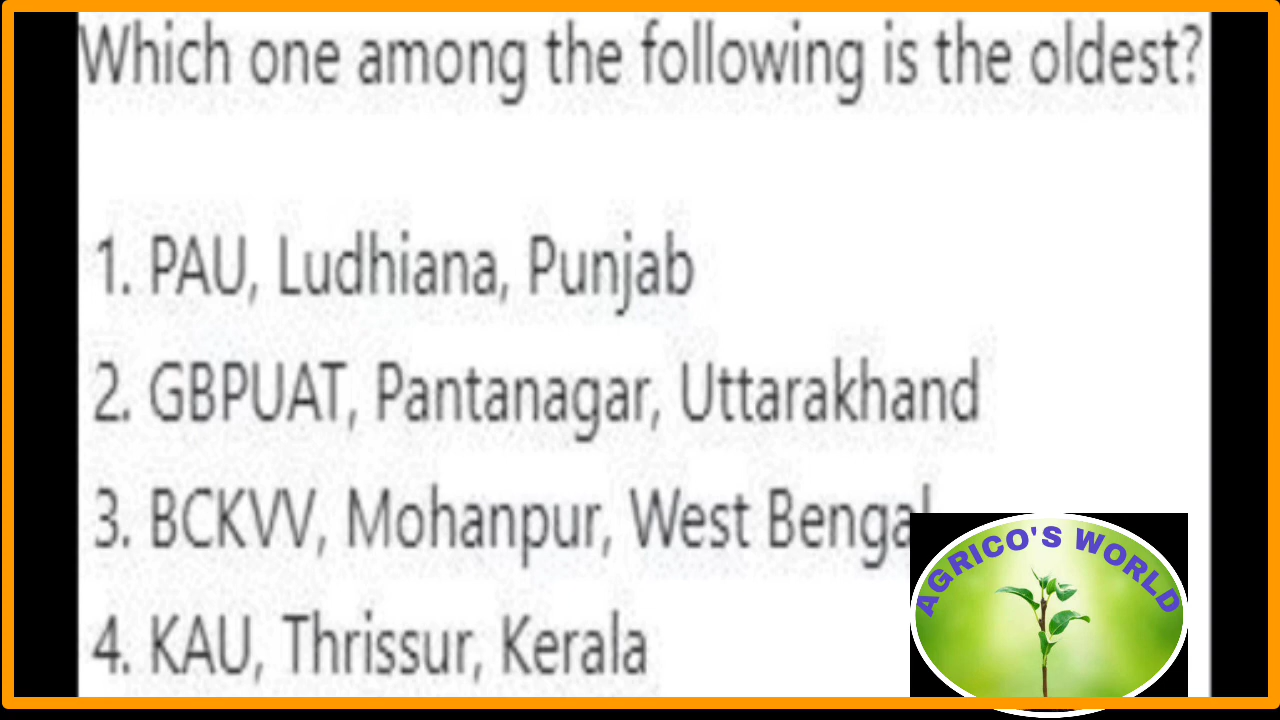 Which one among the following is the oldest?
1. PAU, Ludhiana, Punjab
2. GBPUAT, Pantanagar, Uttarakhand
3. BCKVV, Mohanpur, West Bengal
4. KAU, Thrissur, Kerala
AGRICO'S WORLD